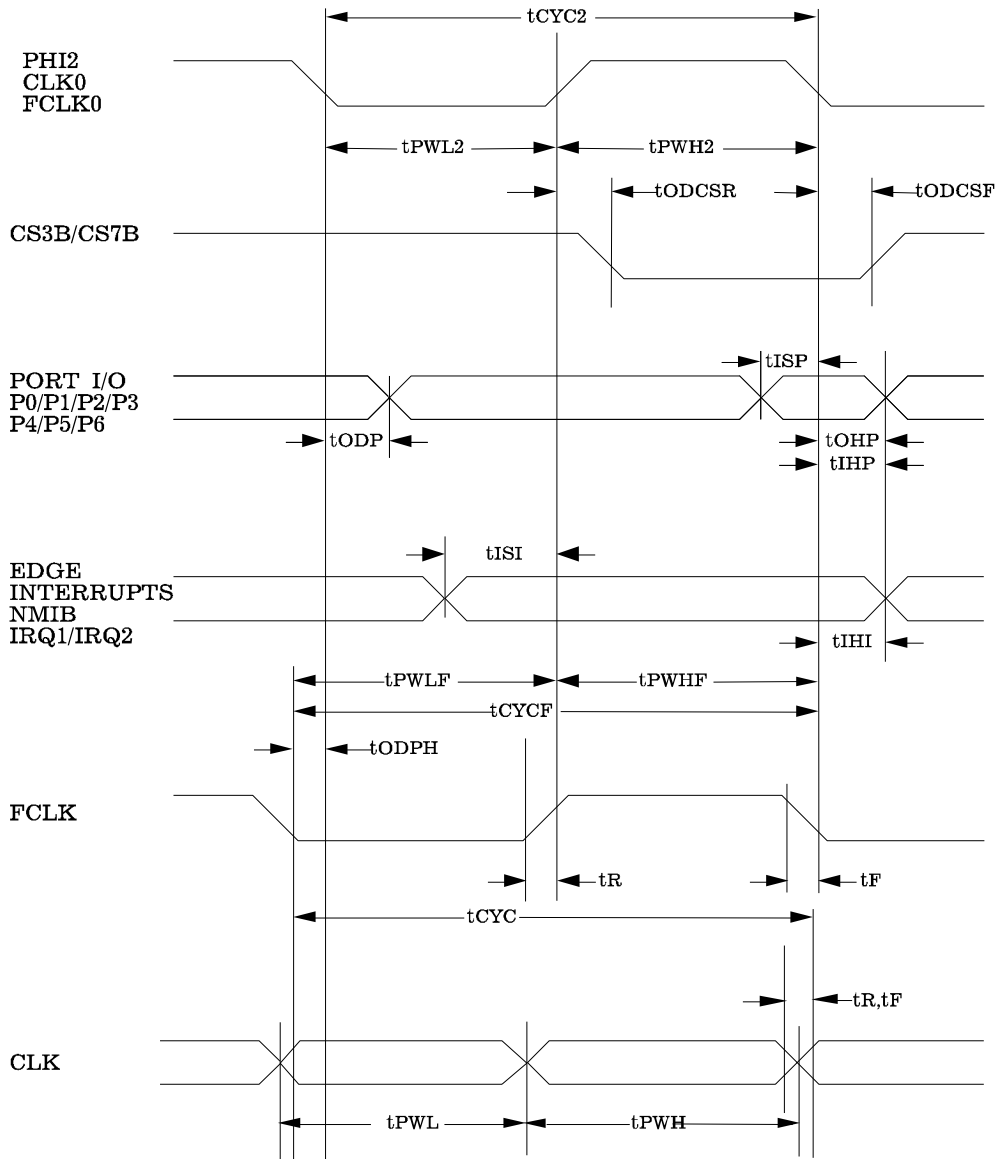 tCYC2
PHI2
CLK0
FCLK0
tPWL2
tPWH2
tODCSR
tODCSF
CS3B/CS7B
tISP
PORT I/O
P0/P1/P2/P3
P4/P5/P6
tODP
tOHP
tIHP
tISI
EDGE
INTERRUPTS
NMIB
IRQ1/IRQ2
tIHI
tPWLF
tPWHF
tCYCF
tODPH
FCLK
tR
tF
tCYC
tR,tF
CLK
tPWL
tPWH